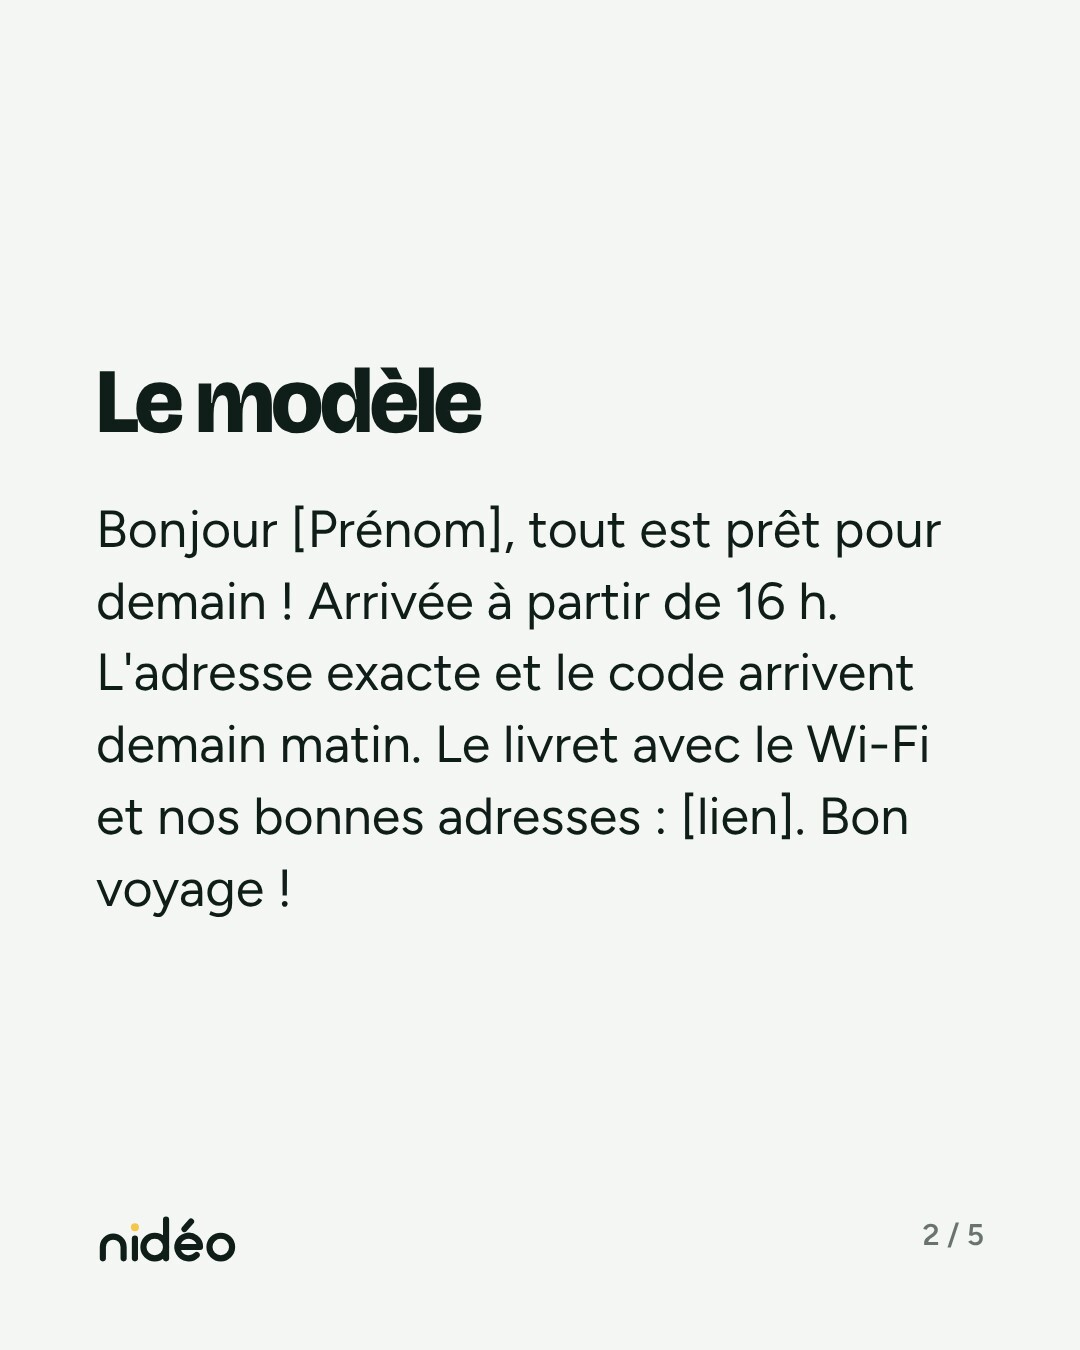 Le modèle
Bonjour [Prénom], tout est prêt pour
demain ! Arrivée à partir de 16 h.
L'adresse exacte et le code arrivent
demain matin. Le livret avec le Wi-Fi
et nos bonnes adresses : [lien]. Bon
voyage !
nidéo
2 / 5